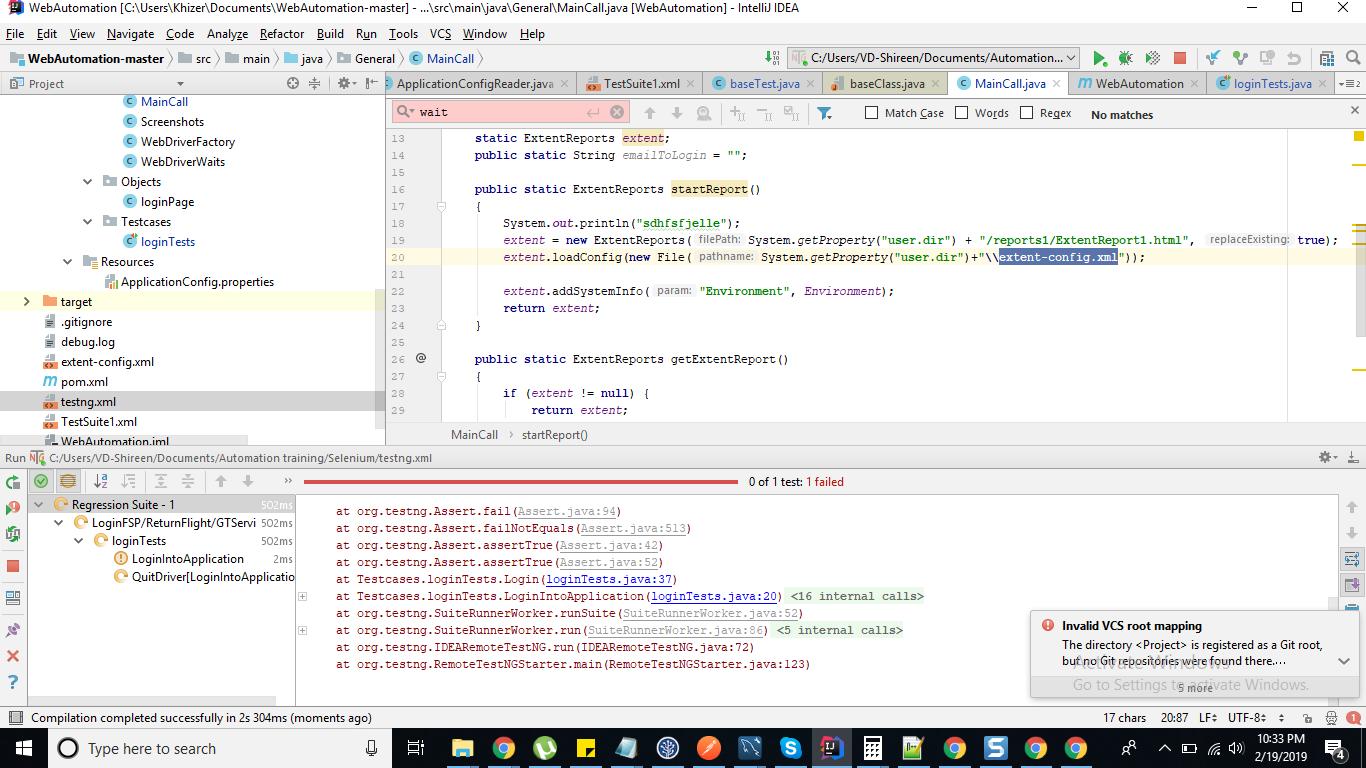 WebAutomation [C:\Users\Khizer\Documents\WebAutomation-master] - ...\src\main\java\General\MainCall.java [WebAutomation] - IntelliJ IDEA
File Edit View Navigate Code Analyze Refactor Build Run Tools VCS Window Help
WebAutomation-master src main java General MainCall C:/Users/VD-Shireen/Documents/Automation...
Project ApplicationConfigReader.java TestSuite1.xml baseTest.java baseClass.java MainCall.java WebAutomation loginTests.java
MainCall
Screenshots
WebDriverFactory
WebDriverWaits
Objects
loginPage
Testcases
loginTests
Resources
ApplicationConfig.properties
target
.gitignore
debug.log
extent-config.xml
pom.xml
testng.xml
TestSuite1.xml
WebAutomation.iml
wait Match Case Words Regex No matches
13 static ExtentReports extent;
14 public static String emailToLogin = "";
15
16 public static ExtentReports startReport()
17 {
18 System.out.println("sdhfsfjelle");
19 extent = new ExtentReports( filePath: System.getProperty("user.dir") + "/reports1/ExtentReport1.html", replaceExisting: true);
20 extent.loadConfig(new File( pathname: System.getProperty("user.dir")+"\\extent-config.xml"));
21
22 extent.addSystemInfo( param: "Environment", Environment);
23 return extent;
24 }
25
26 @ public static ExtentReports getExtentReport()
27 {
28 if (extent != null) {
29 return extent;
MainCall startReport()
Run C:/Users/VD-Shireen/Documents/Automation training/Selenium/testng.xml
0 of 1 test: 1 failed
Regression Suite - 1 502ms
LoginFSP/ReturnFlight/GTServi 502ms
loginTests 502ms
LoginIntoApplication 2ms
QuitDriver[LoginIntoApplicatio
at org.testng.Assert.fail(Assert.java:94)
at org.testng.Assert.failNotEquals(Assert.java:513)
at org.testng.Assert.assertTrue(Assert.java:42)
at org.testng.Assert.assertTrue(Assert.java:52)
at Testcases.loginTests.Login(loginTests.java:37)
at Testcases.loginTests.LoginIntoApplication(loginTests.java:20) <16 internal calls>
at org.testng.SuiteRunnerWorker.runSuite(SuiteRunnerWorker.java:52)
at org.testng.SuiteRunnerWorker.run(SuiteRunnerWorker.java:86) <5 internal calls>
at org.testng.IDEARemoteTestNG.run(IDEARemoteTestNG.java:72)
at org.testng.RemoteTestNGStarter.main(RemoteTestNGStarter.java:123)
Invalid VCS root mapping
The directory <Project> is registered as a Git root,
but no Git repositories were found there....
5 more
Activate Windows
Go to Settings to activate Windows.
Compilation completed successfully in 2s 304ms (moments ago) 17 chars 20:87 LF÷ UTF-8÷ 1
Type here to search
10:33 PM
2/19/2019
4